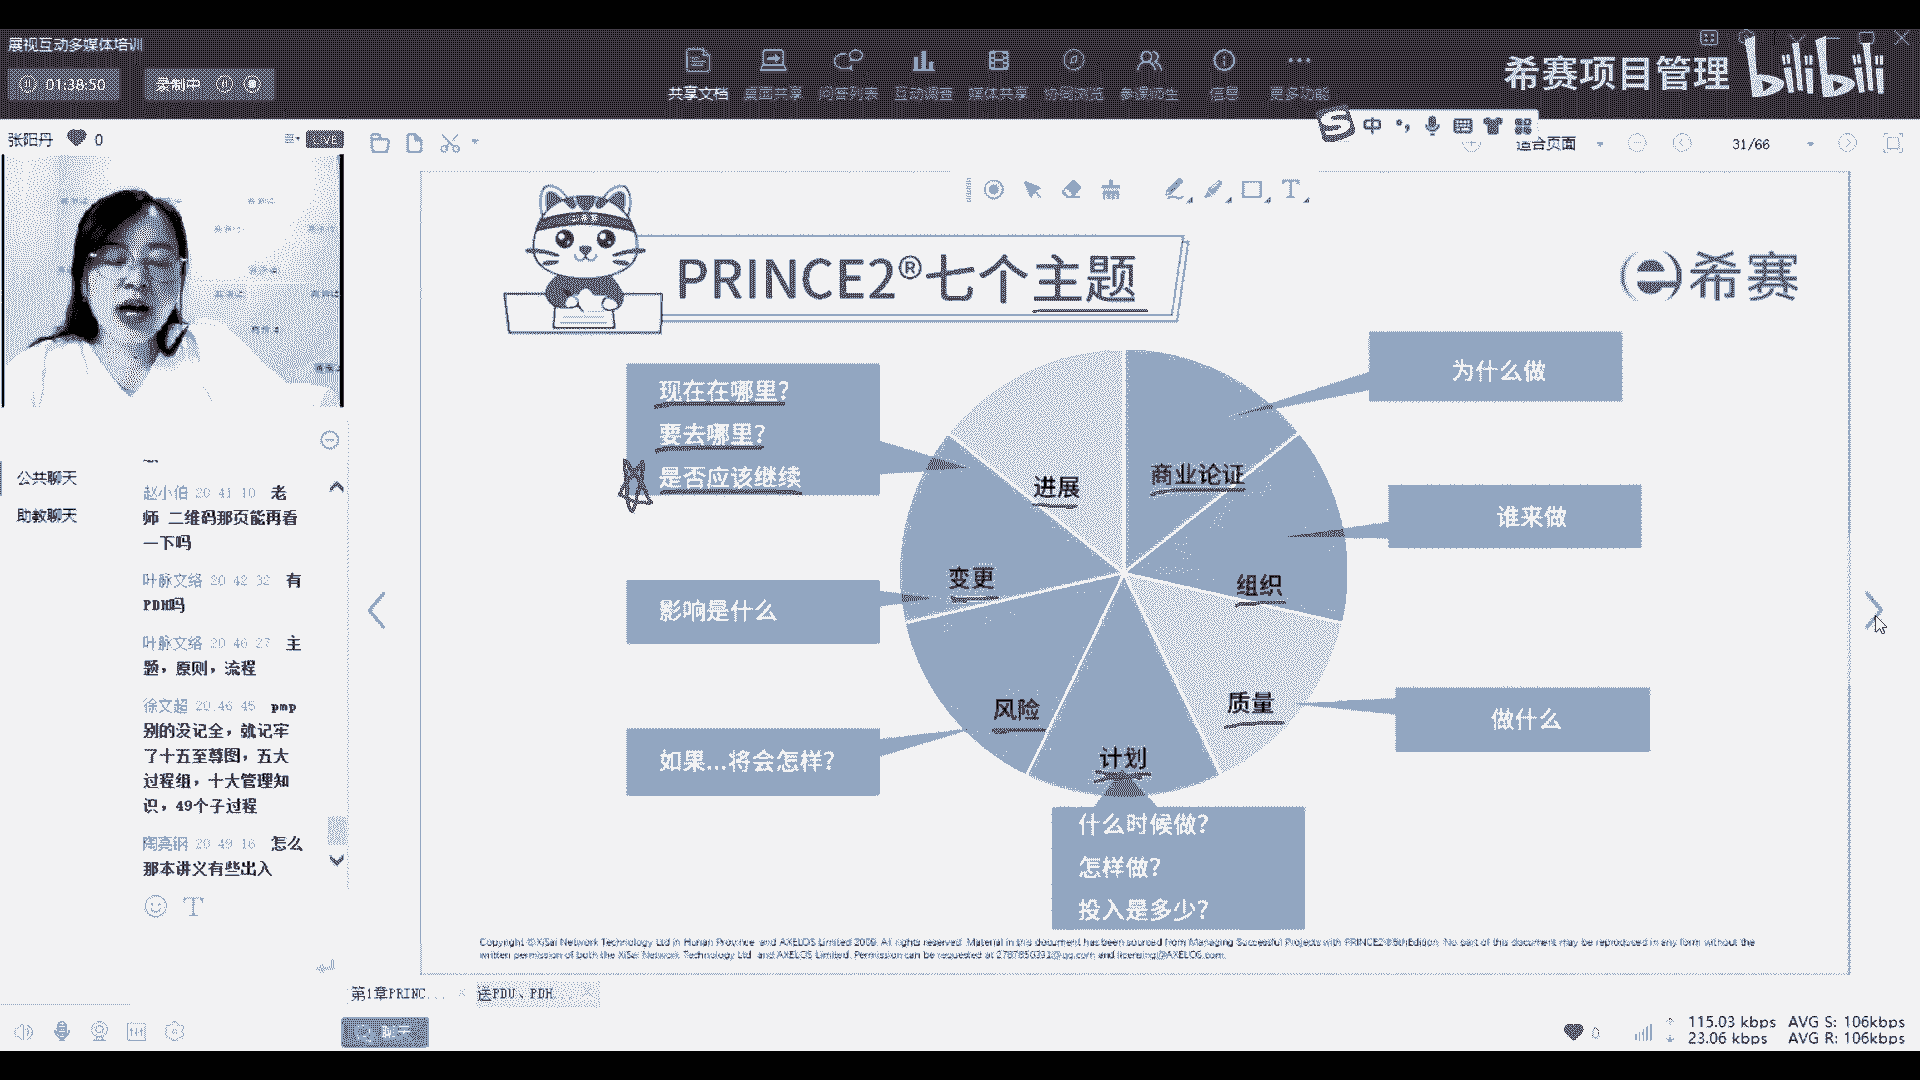 展视互动多媒体培训
01:38:50
录制中
共享文档
桌面共享
问答列表
互动调查
媒体共享
协同浏览
参课师生
信息
更多功能
希赛项目管理
bilibili
张阳丹
0
LIVE
中
适合页面
31/66
公共聊天
助教聊天
赵小伯 20 41 10 老
师 二维码那页能再看
一下吗
叶脉文络 20 42 32 有
PDH吗
叶脉文络 20 46 27 主
题，原则，流程
徐文超 20.46 45 pmp
别的没记全，就记牢
了十五至尊图，五大
过程组，十大管理知
识，49个子过程
陶亮钢 20 49 16 怎么
那本讲义有些出入
PRINCE2®七个主题
希赛
现在在哪里？
要去哪里？
是否应该继续
为什么做
进展
商业论证
谁来做
变更
组织
影响是什么
风险
质量
做什么
计划
如果...将会怎样？
什么时候做？
怎样做？
投入是多少？
Copyright © XiSai Network Technology Ltd in Hunan Province and AXELOS Limited 2009. All rights reserved. Material in this document has been sourced from Managing Successful Projects with PRINCE2®5thEdition. No part of this document may be reproduced in any form without the
written permission of both the XiSai Network Technology Ltd and AXELOS Limited. Permission can be requested at
and licensing@AXELOS.com.
第1章PRINC...
送PDU、PDH...
0
115.03 kbps AVG S: 106kbps
23.06 kbps AVG R: 106kbps